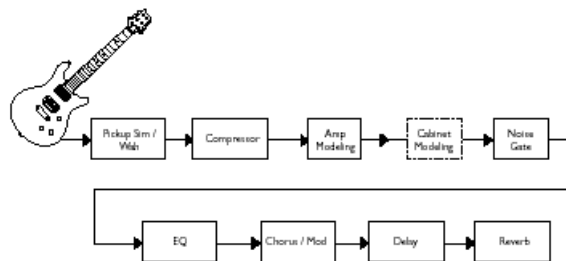 Pickup Sim /
Wah
Compressor
Amp
Modeling
Cabinet
Modeling
Noise
Gate
EQ
Chorus / Mod
Delay
Reverb